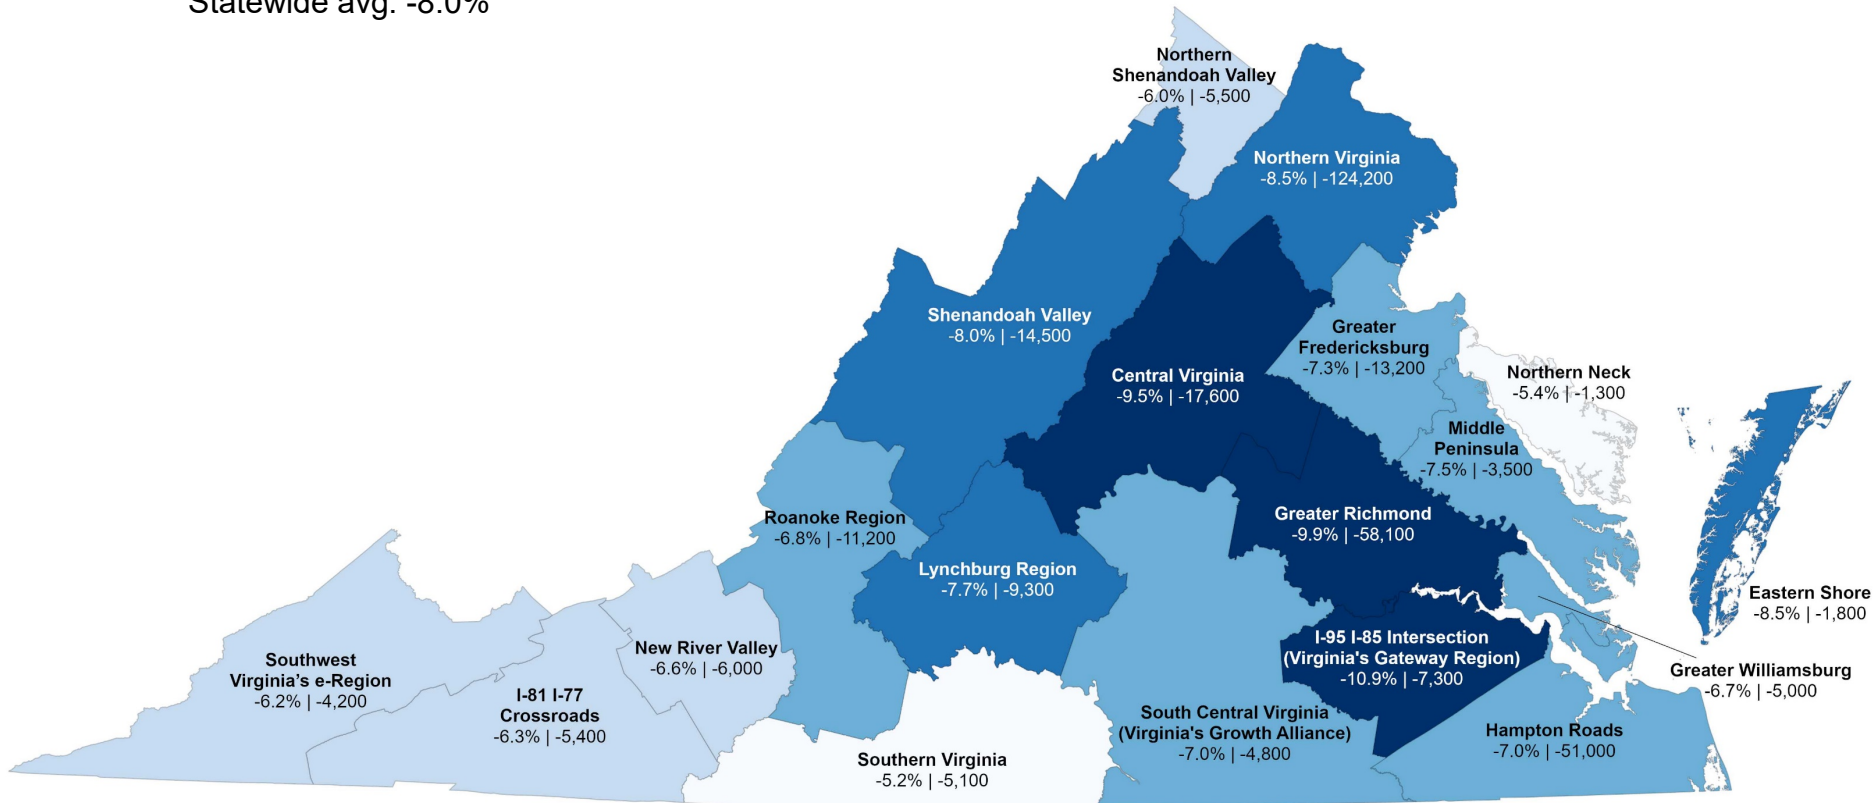 Statewide avg. -8.0%
Northern
Shenandoah Valley
-6.0% | -5,500
Northern Virginia
-8.5% | -124,200
Shenandoah Valley
-8.0% | -14,500
Greater
Fredericksburg
-7.3% | -13,200
Central Virginia
-9.5% | -17,600
Northern Neck
-5.4% | -1,300
Middle
Peninsula
-7.5% | -3,500
Roanoke Region
-6.8% | -11,200
Greater Richmond
-9.9% | -58,100
Lynchburg Region
-7.7% | -9,300
Eastern Shore
-8.5% | -1,800
New River Valley
-6.6% | -6,000
I-95 I-85 Intersection
(Virginia's Gateway Region)
-10.9% | -7,300
Southwest
Virginia’s e-Region
-6.2% | -4,200
Greater Williamsburg
-6.7% | -5,000
I-81 I-77
Crossroads
-6.3% | -5,400
South Central Virginia
(Virginia's Growth Alliance)
-7.0% | -4,800
Hampton Roads
-7.0% | -51,000
Southern Virginia
-5.2% | -5,100